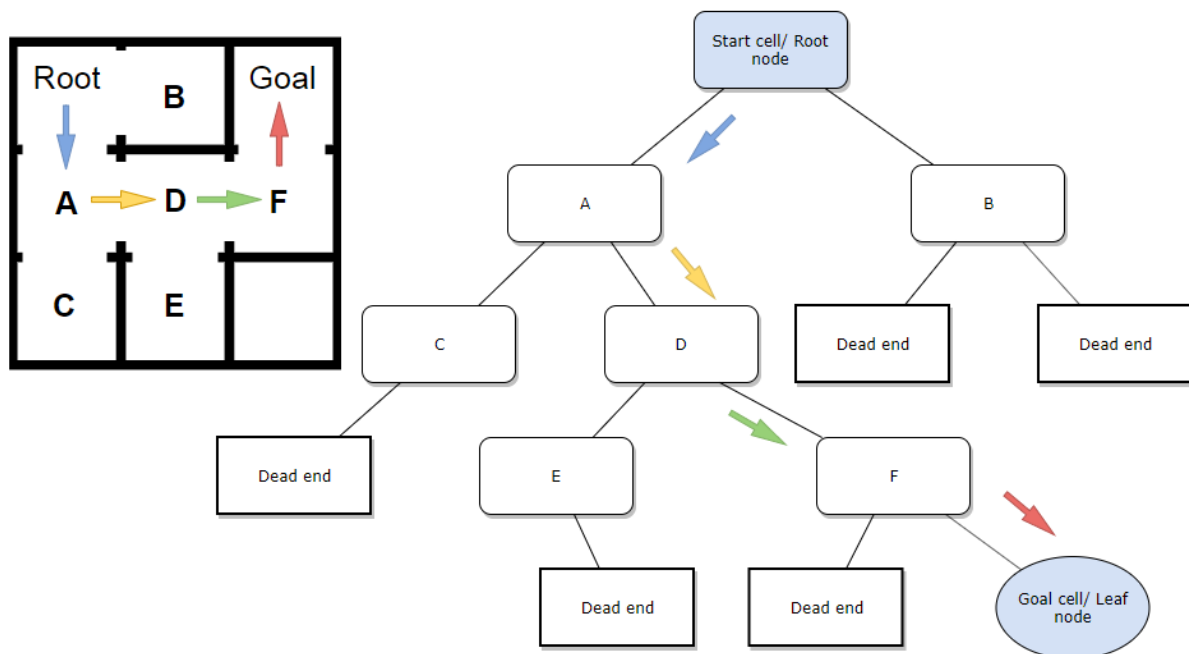 Root
B
Goal
A
D
F
C
E
Start cell/ Root
node
A
B
C
D
Dead end
Dead end
Dead end
E
F
Dead end
Dead end
Goal cell/ Leaf
node